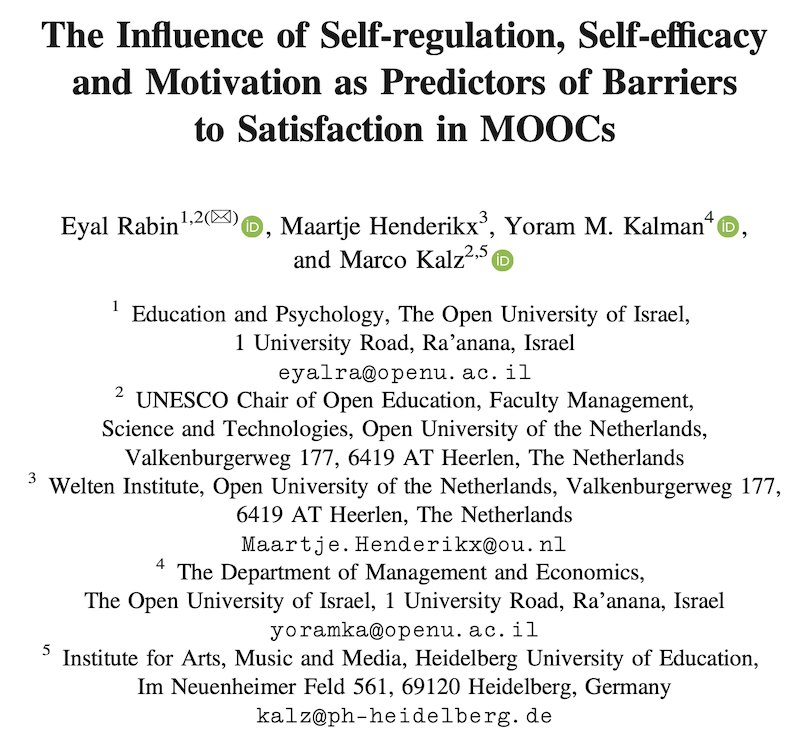 The Influence of Self-regulation, Self-efficacy
and Motivation as Predictors of Barriers
to Satisfaction in MOOCs
Eyal Rabin1,2(✉) iD, Maartje Henderikx3, Yoram M. Kalman4 iD,
and Marco Kalz2,5 iD
1 Education and Psychology, The Open University of Israel,
1 University Road, Ra’anana, Israel
eyalra@openu.ac.il
2 UNESCO Chair of Open Education, Faculty Management,
Science and Technologies, Open University of the Netherlands,
Valkenburgerweg 177, 6419 AT Heerlen, The Netherlands
3 Welten Institute, Open University of the Netherlands, Valkenburgerweg 177,
6419 AT Heerlen, The Netherlands
Maartje.Henderikx@ou.nl
4 The Department of Management and Economics,
The Open University of Israel, 1 University Road, Ra’anana, Israel
yoramka@openu.ac.il
5 Institute for Arts, Music and Media, Heidelberg University of Education,
Im Neuenheimer Feld 561, 69120 Heidelberg, Germany
kalz@ph-heidelberg.de